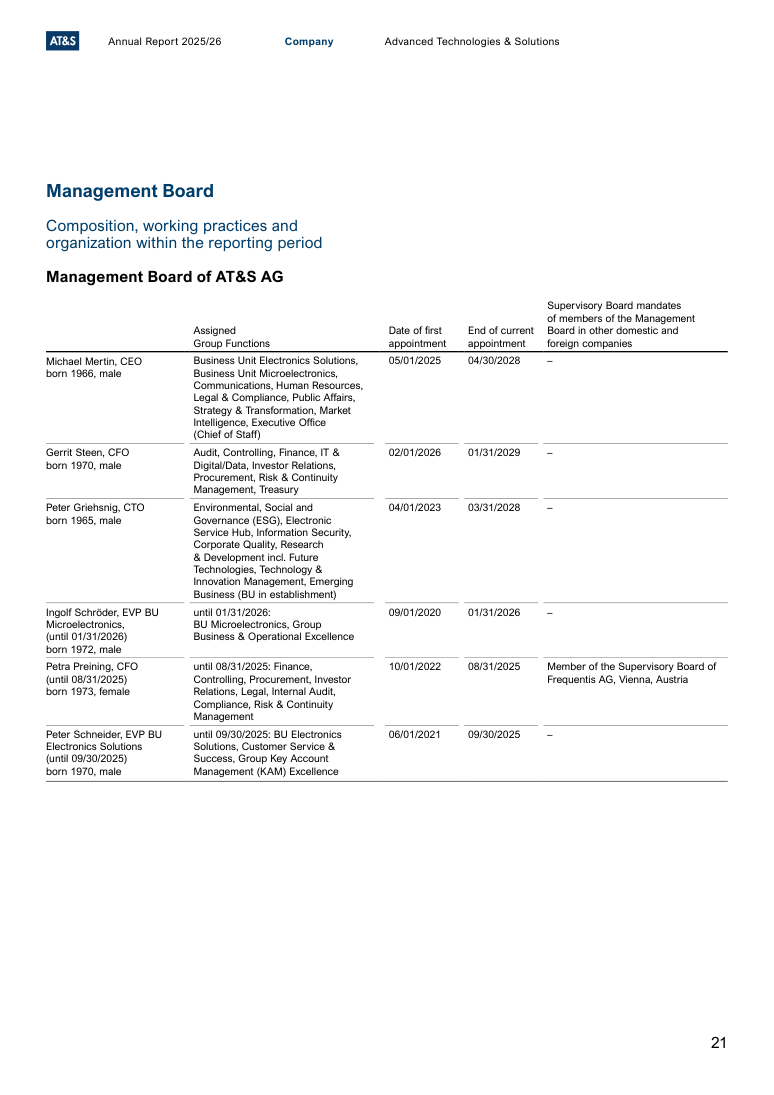 AT&S
Annual Report 2025/26 Company Advanced Technologies & Solutions
Management Board
Composition, working practices and
organization within the reporting period
Management Board of AT&S AG
Assigned
Group Functions
Date of first
appointment
End of current
appointment
Supervisory Board mandates
of members of the Management
Board in other domestic and
foreign companies
Michael Mertin, CEO
born 1966, male
Business Unit Electronics Solutions,
Business Unit Microelectronics,
Communications, Human Resources,
Legal & Compliance, Public Affairs,
Strategy & Transformation, Market
Intelligence, Executive Office
(Chief of Staff)
05/01/2025
04/30/2028
–
Gerrit Steen, CFO
born 1970, male
Audit, Controlling, Finance, IT &
Digital/Data, Investor Relations,
Procurement, Risk & Continuity
Management, Treasury
02/01/2026
01/31/2029
–
Peter Griehsnig, CTO
born 1965, male
Environmental, Social and
Governance (ESG), Electronic
Service Hub, Information Security,
Corporate Quality, Research
& Development incl. Future
Technologies, Technology &
Innovation Management, Emerging
Business (BU in establishment)
04/01/2023
03/31/2028
–
Ingolf Schröder, EVP BU
Microelectronics,
(until 01/31/2026)
born 1972, male
until 01/31/2026:
BU Microelectronics, Group
Business & Operational Excellence
09/01/2020
01/31/2026
–
Petra Preining, CFO
(until 08/31/2025)
born 1973, female
until 08/31/2025: Finance,
Controlling, Procurement, Investor
Relations, Legal, Internal Audit,
Compliance, Risk & Continuity
Management
10/01/2022
08/31/2025
Member of the Supervisory Board of
Frequentis AG, Vienna, Austria
Peter Schneider, EVP BU
Electronics Solutions
(until 09/30/2025)
born 1970, male
until 09/30/2025: BU Electronics
Solutions, Customer Service &
Success, Group Key Account
Management (KAM) Excellence
06/01/2021
09/30/2025
–
21